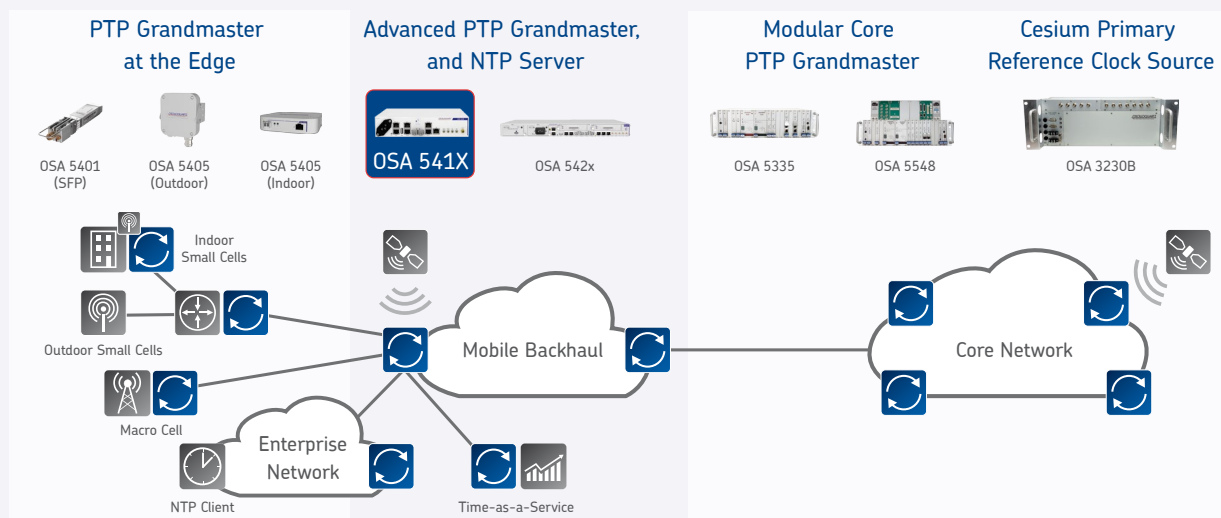 PTP Grandmaster
at the Edge
Advanced PTP Grandmaster,
and NTP Server
Modular Core
PTP Grandmaster
Cesium Primary
Reference Clock Source
OSA 5401
(SFP)
OSA 5405
(Outdoor)
OSA 5405
(Indoor)
OSA 541X
OSA 542x
OSA 5335
OSA 5548
OSA 3230B
Indoor
Small Cells
Outdoor Small Cells
Mobile Backhaul
Core Network
Macro Cell
Enterprise
Network
NTP Client
Time-as-a-Service